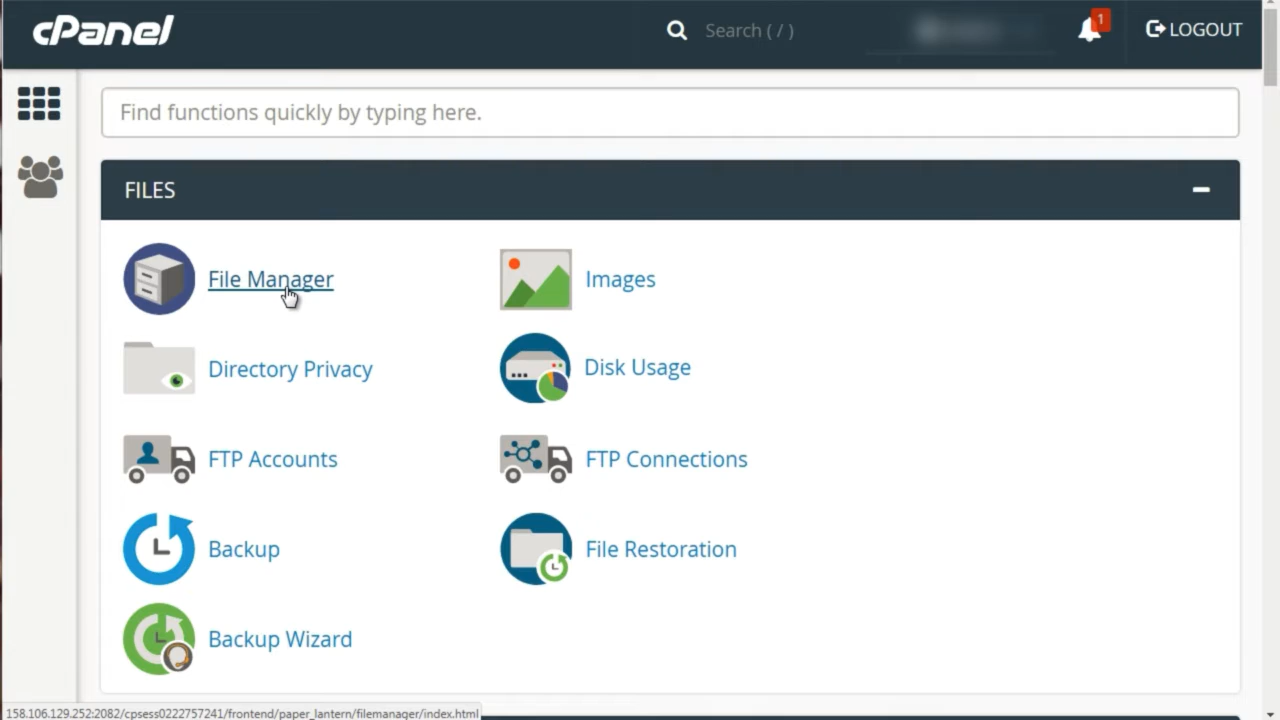 cPanel
Search ( / )
1
LOGOUT
Find functions quickly by typing here.
FILES
File Manager
Images
Directory Privacy
Disk Usage
FTP Accounts
FTP Connections
Backup
File Restoration
Backup Wizard
158.106.129.252:2082/cpsess0222757241/frontend/paper_lantern/filemanager/index.html